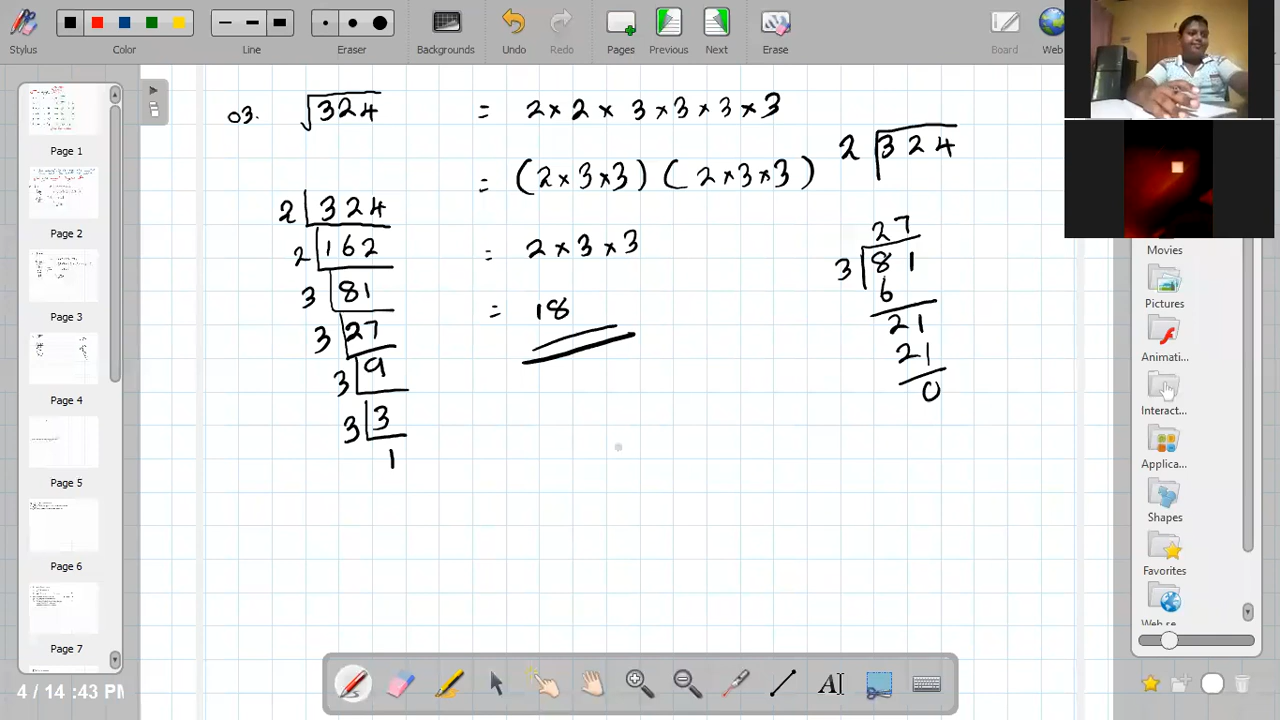 Stylus
Color
Line
Eraser
Backgrounds
Undo
Redo
Pages
Previous
Next
Erase
Board
Web
Page 1
Page 2
Page 3
Page 4
Page 5
Page 6
Page 7
4 / 14 :43 PM
03. √324 = 2×2× 3×3×3×3
= (2×3×3) (2×3×3)
= 2×3×3
= 18
2 324
2 162
3 81
3 27
3 9
3 3
1
2 324
27
3 81
6
21
21
0
Movies
Pictures
Animati...
Interact...
Applica...
Shapes
Favorites
Web se...
AI